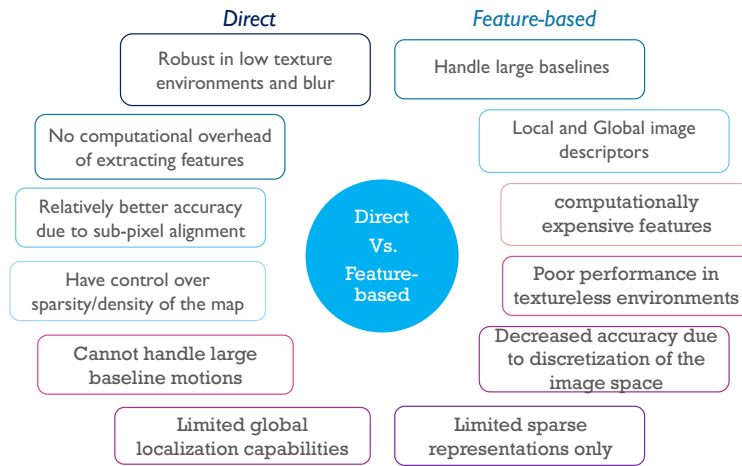 Direct
Robust in low texture
environments and blur
No computational overhead
of extracting features
Relatively better accuracy
due to sub-pixel alignment
Have control over
sparsity/density of the map
Cannot handle large
baseline motions
Limited global
localization capabilities
Direct
Vs.
Feature-
based
Feature-based
Handle large baselines
Local and Global image
descriptors
computationally
expensive features
Poor performance in
textureless environments
Decreased accuracy due
to discretization of the
image space
Limited sparse
representations only